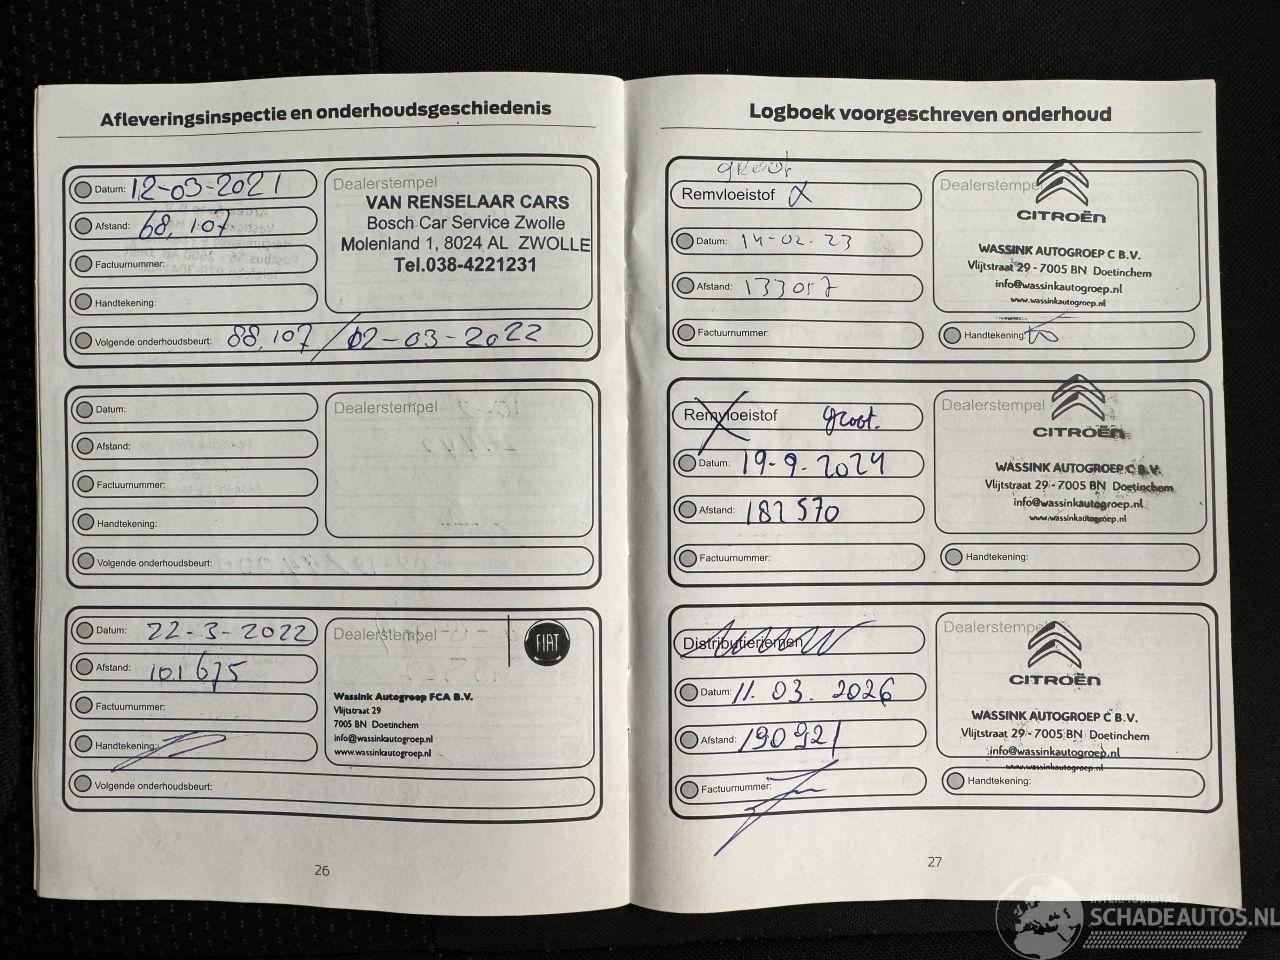 Afleveringsinspectie en onderhoudsgeschiedenis
Datum: 12-03-2021
Afstand: 68,107
Factuurnummer:
Handtekening:
Dealerstempel
VAN RENSELAAR CARS
Bosch Car Service Zwolle
Molenland 1, 8024 AL ZWOLLE
Tel.038-4221231
Volgende onderhoudsbeurt: 88,107/12-03-2022
Datum:
Afstand:
Factuurnummer:
Handtekening:
Dealerstempel
Volgende onderhoudsbeurt:
Datum: 22-3-2022
Afstand: 101675
Factuurnummer:
Handtekening:
Dealerstempel
FIAT
Wassink Autogroep FCA B.V.
Vlijtstraat 29
7005 BN Doetinchem
info@wassinkautogroep.nl
www.wassinkautogroep.nl
Volgende onderhoudsbeurt:
26
Logboek voorgeschreven onderhoud
groot
Remvloeistof X
Datum: 14-02-23
Afstand: 133057
Factuurnummer:
Dealerstempel
CITROËN
WASSINK AUTOGROEP C B.V.
Vlijtstraat 29 - 7005 BN Doetinchem
info@wassinkautogroep.nl
www.wassinkautogroep.nl
Handtekening:
Remvloeistof groot.
Datum: 19-9-2024
Afstand: 182570
Factuurnummer:
Dealerstempel
CITROËN
WASSINK AUTOGROEP C B.V.
Vlijtstraat 29 - 7005 BN Doetinchem
info@wassinkautogroep.nl
www.wassinkautogroep.nl
Handtekening:
Distributieriemen
Datum: 11.03.2026
Afstand: 190921
Factuurnummer:
Dealerstempel
CITROËN
WASSINK AUTOGROEP C B.V.
Vlijtstraat 29 - 7005 BN Doetinchem
info@wassinkautogroep.nl
www.wassinkautogroep.nl
Handtekening:
27
INTERMOBILITAS
SCHADEAUTOS.NL